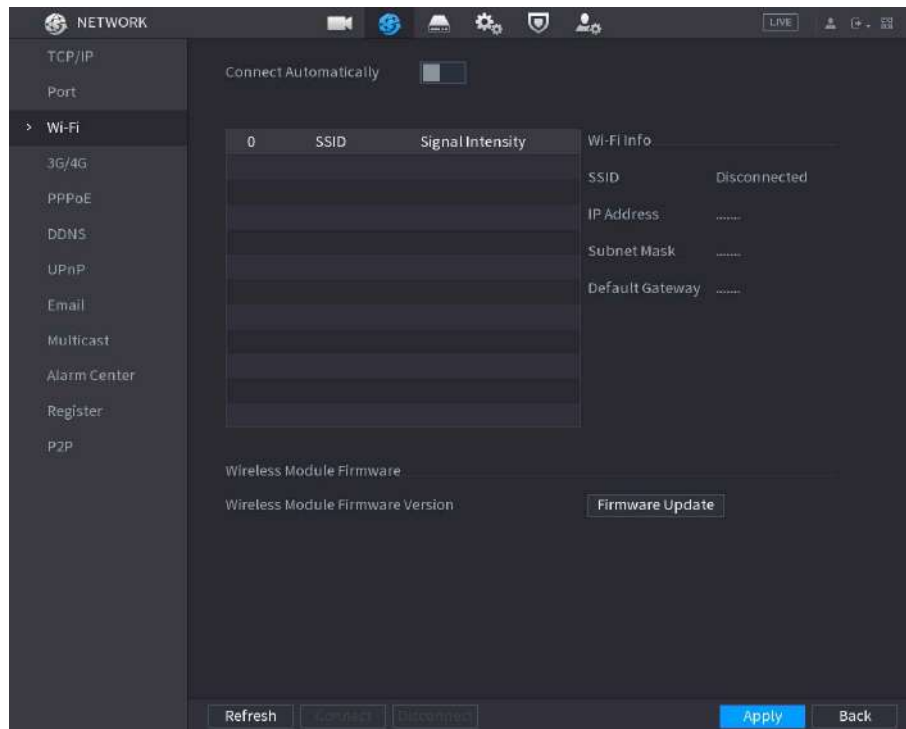 NETWORK
LIVE
TCP/IP
Port
> Wi-Fi
3G/4G
PPPoE
DDNS
UPnP
Email
Multicast
Alarm Center
Register
P2P
Connect Automatically
0 SSID Signal Intensity
Wi-Fi Info
SSID Disconnected
IP Address .......
Subnet Mask .......
Default Gateway .......
Wireless Module Firmware
Wireless Module Firmware Version Firmware Update
Refresh Connect Disconnect Apply Back